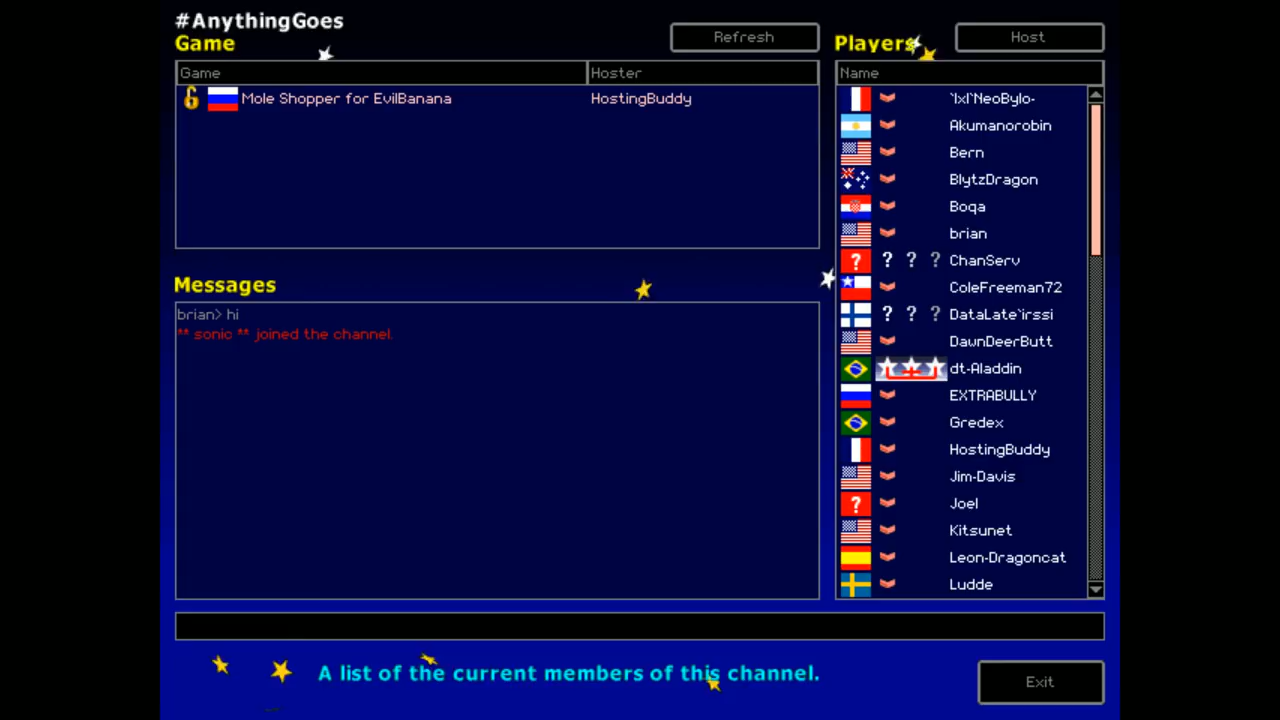 #AnythingGoes
Game
Refresh
Players
Host
Game
Hoster
Name
Mole Shopper for EvilBanana
HostingBuddy
`lxl`NeoBylo-
Akumanorobin
Bern
BlytzDragon
Boqa
brian
? ? ? ? ChanServ
ColeFreeman72
? ? ? DataLate`irssi
DawnDeerButt
dt-Aladdin
EXTRABULLY
Gredex
HostingBuddy
Jim-Davis
? Joel
Kitsunet
Leon-Dragoncat
Ludde
Messages
brian> hi
** sonic ** joined the channel.
A list of the current members of this channel.
Exit